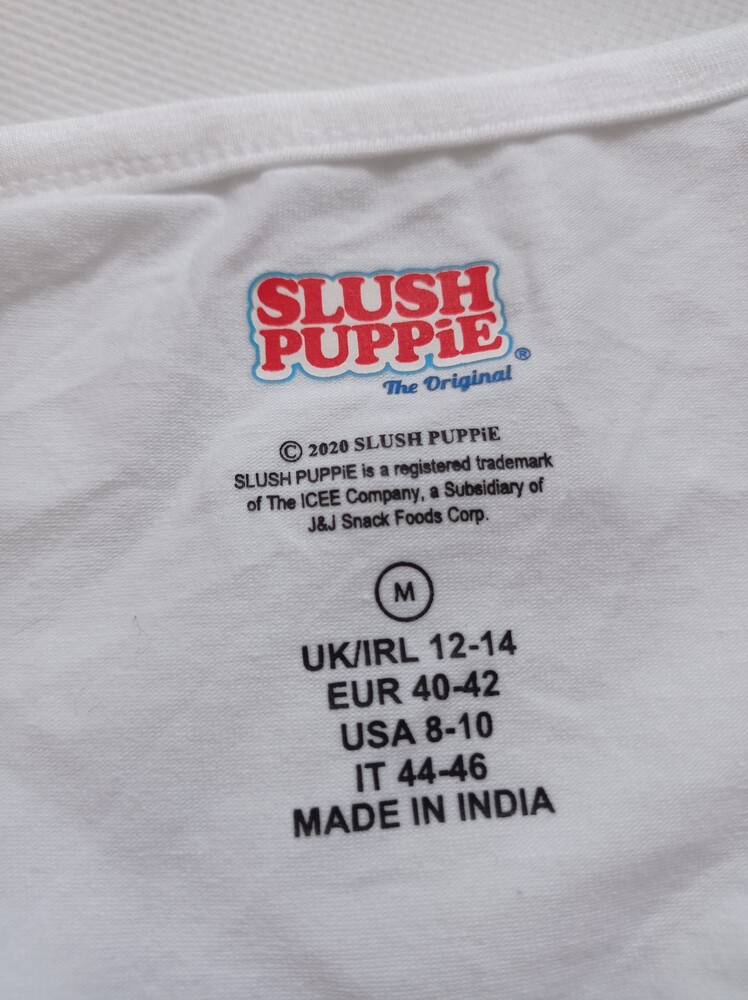 SLUSH
PUPPiE®
The Original
© 2020 SLUSH PUPPiE
SLUSH PUPPiE is a registered trademark
of The ICEE Company, a Subsidiary of
J&J Snack Foods Corp.
M
UK/IRL 12-14
EUR 40-42
USA 8-10
IT 44-46
MADE IN INDIA